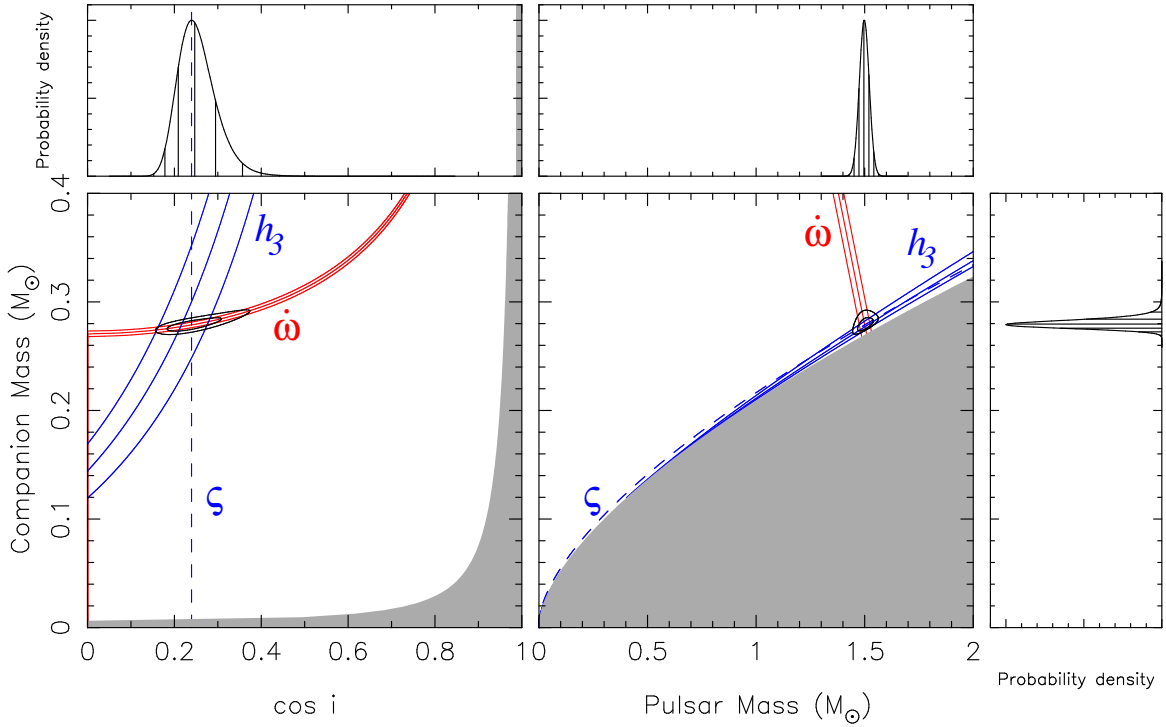 Probability density
0.4
0.3
0.2
0.1
0
Companion Mass (M⊙)
h3
ω̇
ς
ω̇
h3
ς
0 0.2 0.4 0.6 0.8 1
0 0.5 1 1.5 2
cos i
Pulsar Mass (M⊙)
Probability density